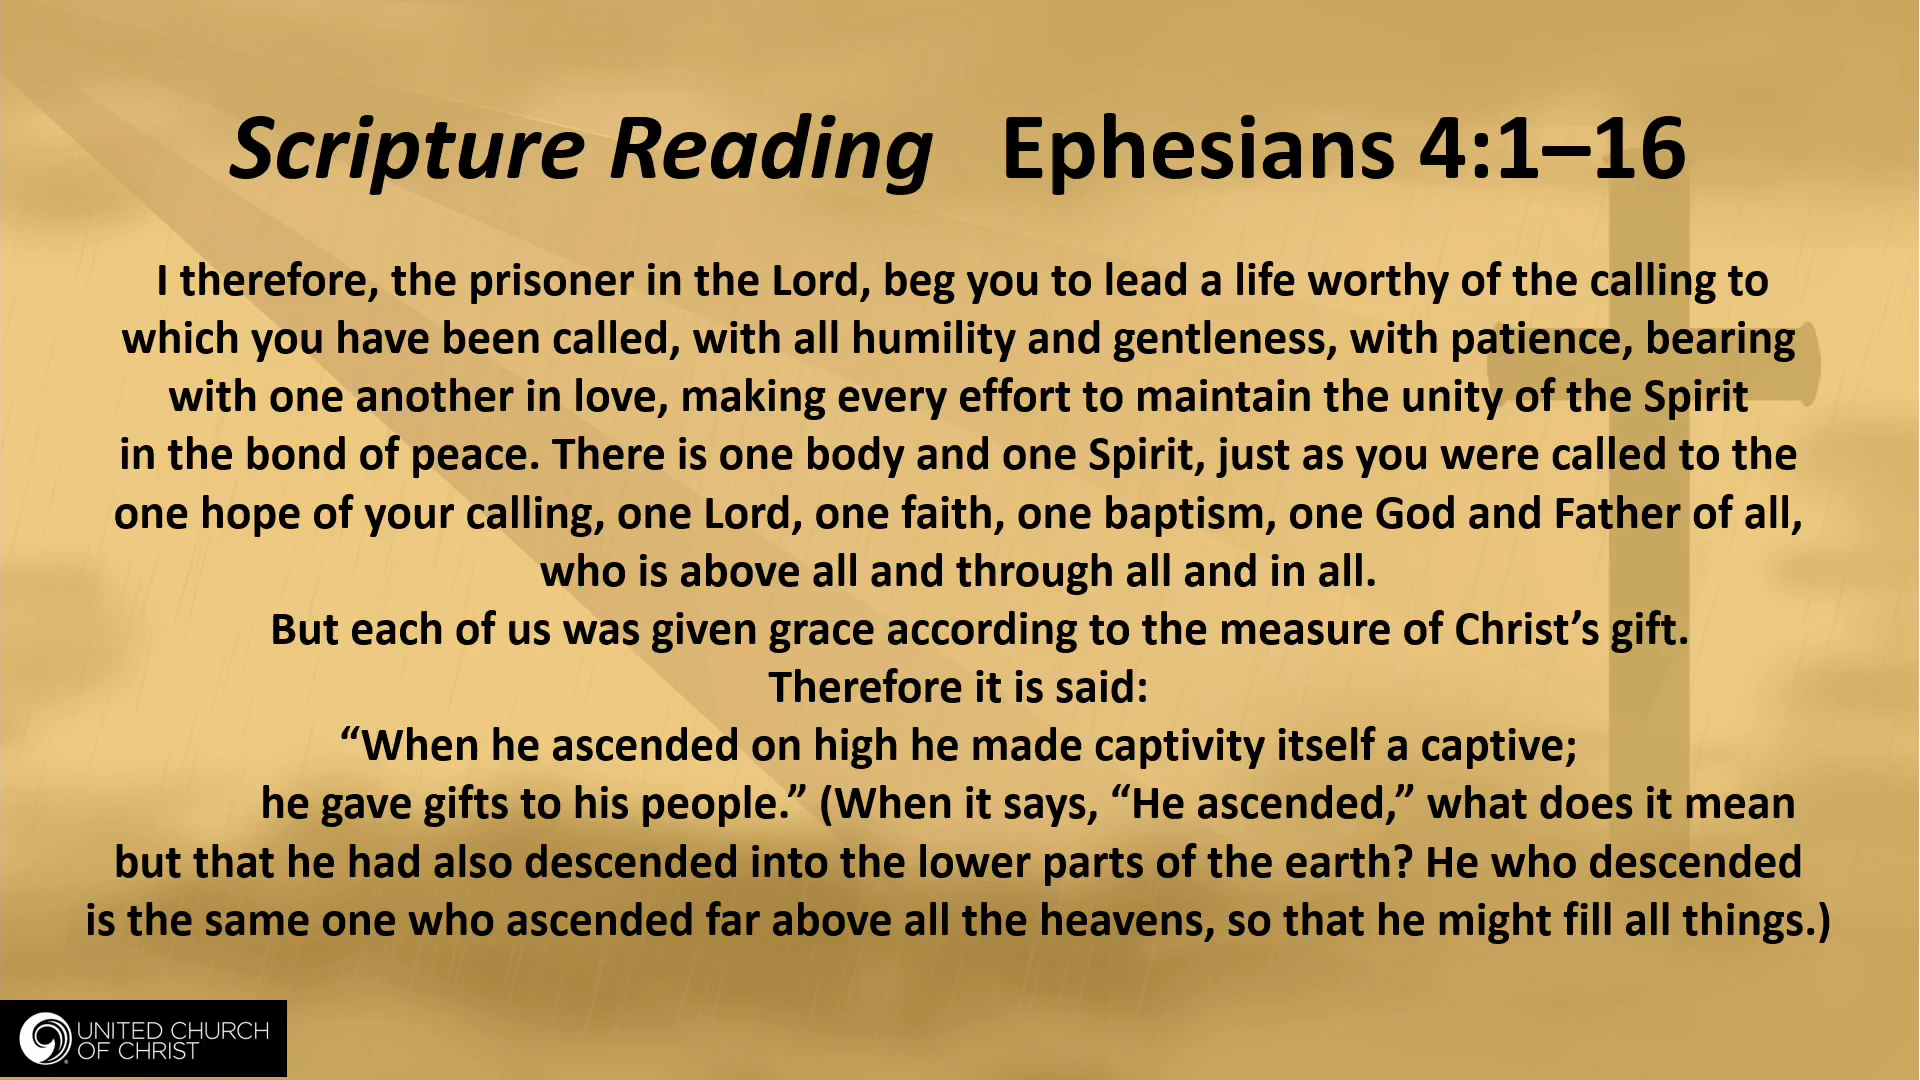 Scripture Reading Ephesians 4:1–16
I therefore, the prisoner in the Lord, beg you to lead a life worthy of the calling to
which you have been called, with all humility and gentleness, with patience, bearing
with one another in love, making every effort to maintain the unity of the Spirit
in the bond of peace. There is one body and one Spirit, just as you were called to the
one hope of your calling, one Lord, one faith, one baptism, one God and Father of all,
who is above all and through all and in all.
But each of us was given grace according to the measure of Christ’s gift.
Therefore it is said:
“When he ascended on high he made captivity itself a captive;
he gave gifts to his people.” (When it says, “He ascended,” what does it mean
but that he had also descended into the lower parts of the earth? He who descended
is the same one who ascended far above all the heavens, so that he might fill all things.)
UNITED CHURCH
OF CHRIST